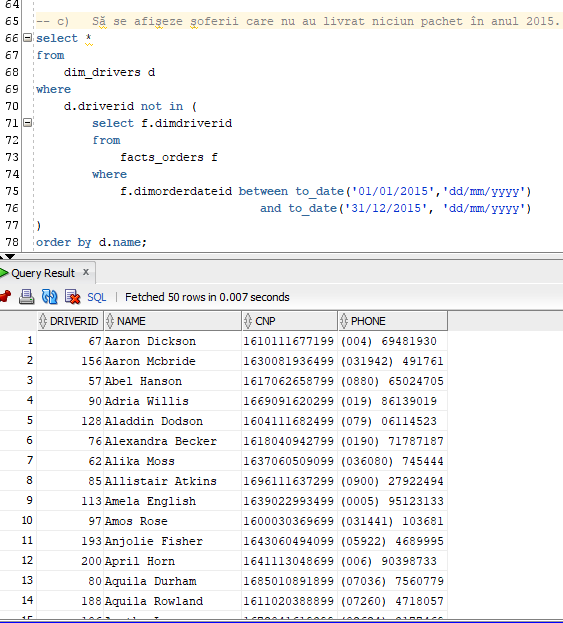 64
65 -- c) Să se afişeze şoferii care nu au livrat niciun pachet în anul 2015.
66 select *
67 from
68 dim_drivers d
69 where
70 d.driverid not in (
71 select f.dimdriverid
72 from
73 facts_orders f
74 where
75 f.dimorderdateid between to_date('01/01/2015','dd/mm/yyyy')
76 and to_date('31/12/2015', 'dd/mm/yyyy')
77 )
78 order by d.name;
Query Result x
SQL | Fetched 50 rows in 0.007 seconds
DRIVERID NAME CNP PHONE
1 67 Aaron Dickson 1610111677199 (004) 69481930
2 156 Aaron Mcbride 1630081936499 (031942) 491761
3 57 Abel Hanson 1617062658799 (0880) 65024705
4 90 Adria Willis 1669091620299 (019) 86139019
5 128 Aladdin Dodson 1604111682499 (079) 06114523
6 76 Alexandra Becker 1618040942799 (0190) 71787187
7 62 Alika Moss 1637060509099 (036080) 745444
8 85 Allistair Atkins 1696111637299 (0900) 27922494
9 113 Amela English 1639022993499 (0005) 95123133
10 97 Amos Rose 1600030369699 (031441) 103681
11 193 Anjolie Fisher 1643060494099 (05922) 4689995
12 200 April Horn 1641113048699 (006) 90398733
13 80 Aquila Durham 1685010891899 (07036) 7560779
14 188 Aquila Rowland 1611020388899 (07260) 4718057